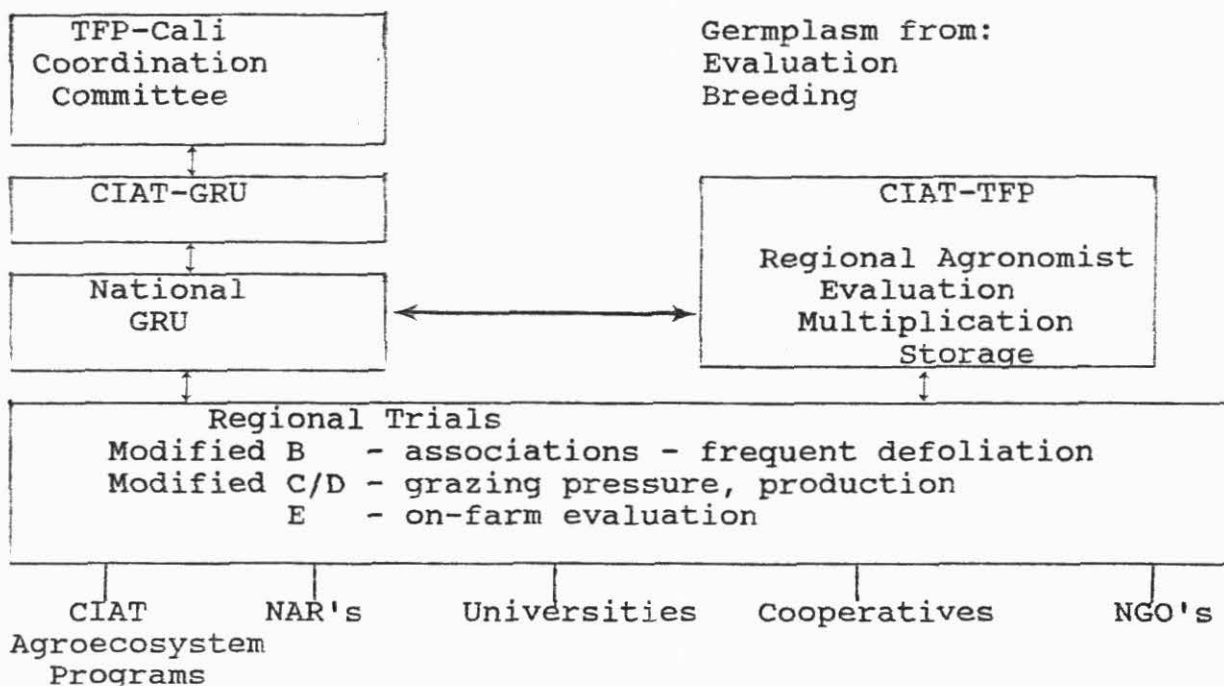 TFP-Cali
Coordination
Committee
Germplasm from:
Evaluation
Breeding
CIAT-GRU
CIAT-TFP
Regional Agronomist
Evaluation
Multiplication
Storage
National
GRU
Regional Trials
Modified B - associations - frequent defoliation
Modified C/D - grazing pressure, production
E - on-farm evaluation
CIAT
Agroecosystem
Programs
NAR's
Universities
Cooperatives
NGO's